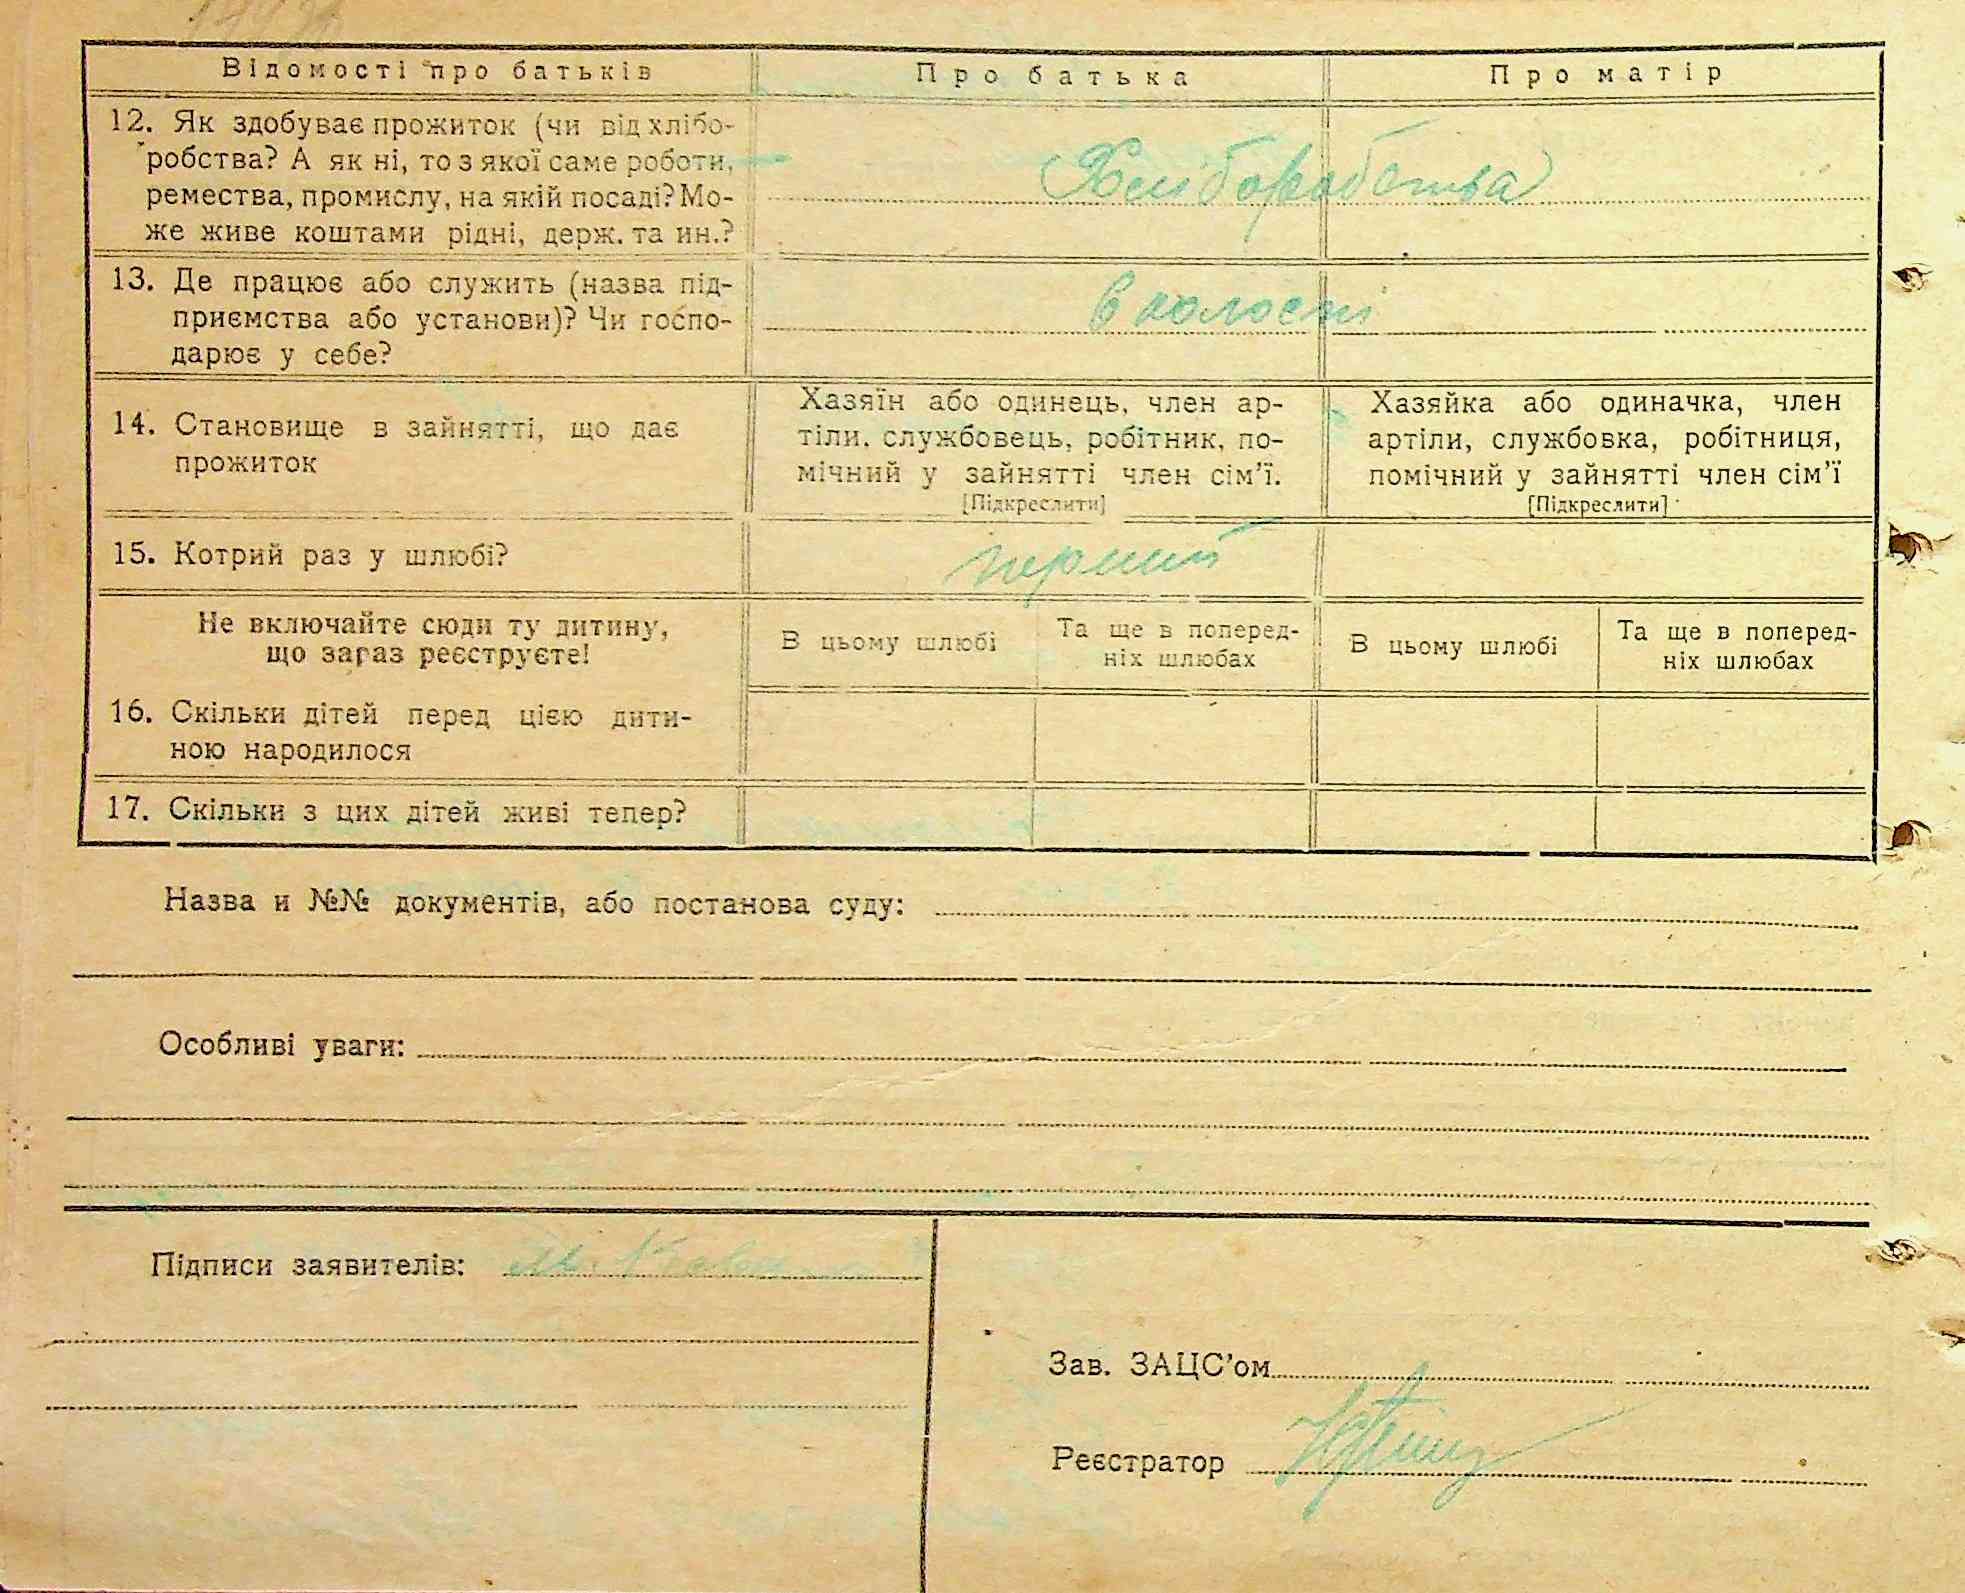 Відомості про батьків
Про батька
Про матір
12. Як здобуває прожиток (чи від хлібо-
робства? А як ні, то з якої саме роботи,
ремества, промислу, на якій посаді? Мо-
же живе коштами рідні, держ. та ин.?
Хліборобства
13. Де працює або служить (назва під-
приємства або установи)? Чи госпо-
дарює у себе?
14. Становище в зайнятті, що дає
прожиток
Хазяїн або одинець, член ар-
тіли, службовець, робітник, по-
мічний у зайнятті член сім’ї.
[Підкреслити]
Хазяйка або одиначка, член
артіли, службовка, робітниця,
помічний у зайнятті член сім’ї
[Підкреслити]
15. Котрий раз у шлюбі?
перший
Не включайте сюди ту дитину,
що зараз реєструєте!
В цьому шлюбі
Та ще в поперед-
ніх шлюбах
В цьому шлюбі
Та ще в поперед-
ніх шлюбах
16. Скільки дітей перед цією дити-
ною народилося
17. Скільки з цих дітей живі тепер?
Назва и №№ документів, або постанова суду:
Особливі уваги:
Підписи заявителів:
Зав. ЗАЦС’ом
Реєстратор